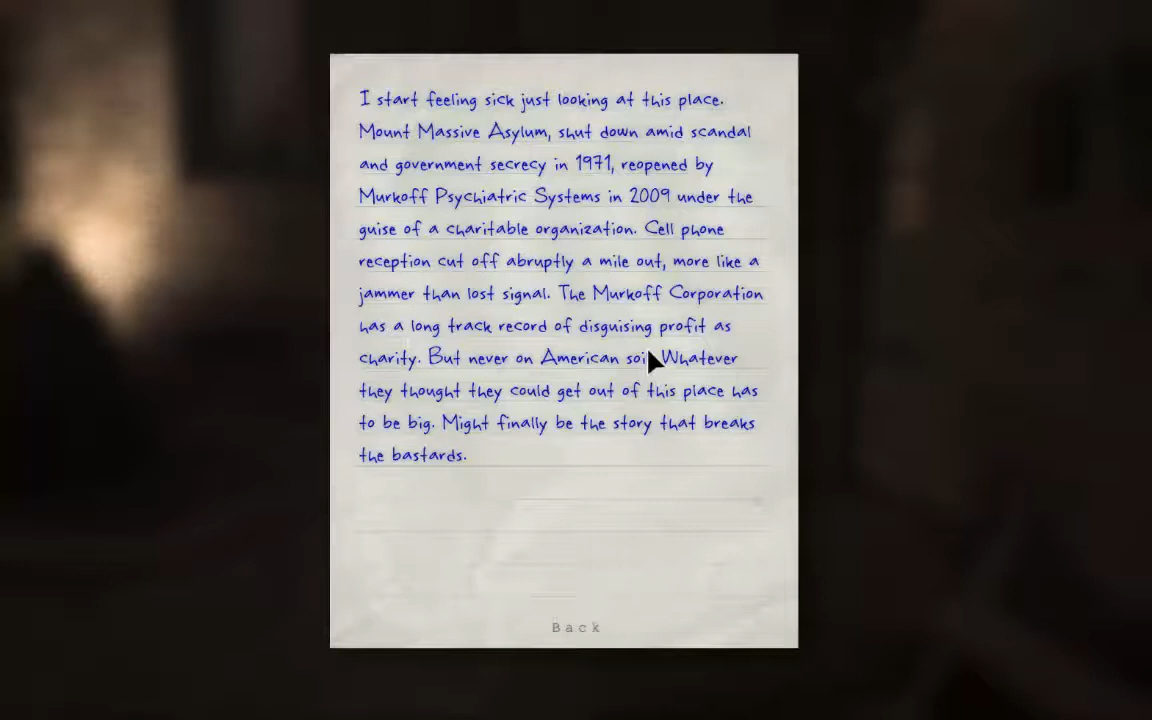 I start feeling sick just looking at this place.
Mount Massive Asylum, shut down amid scandal
and government secrecy in 1971, reopened by
Murkoff Psychiatric Systems in 2009 under the
guise of a charitable organization. Cell phone
reception cut off abruptly a mile out, more like a
jammer than lost signal. The Murkoff Corporation
has a long track record of disguising profit as
charity. But never on American soil. Whatever
they thought they could get out of this place has
to be big. Might finally be the story that breaks
the bastards.
Back